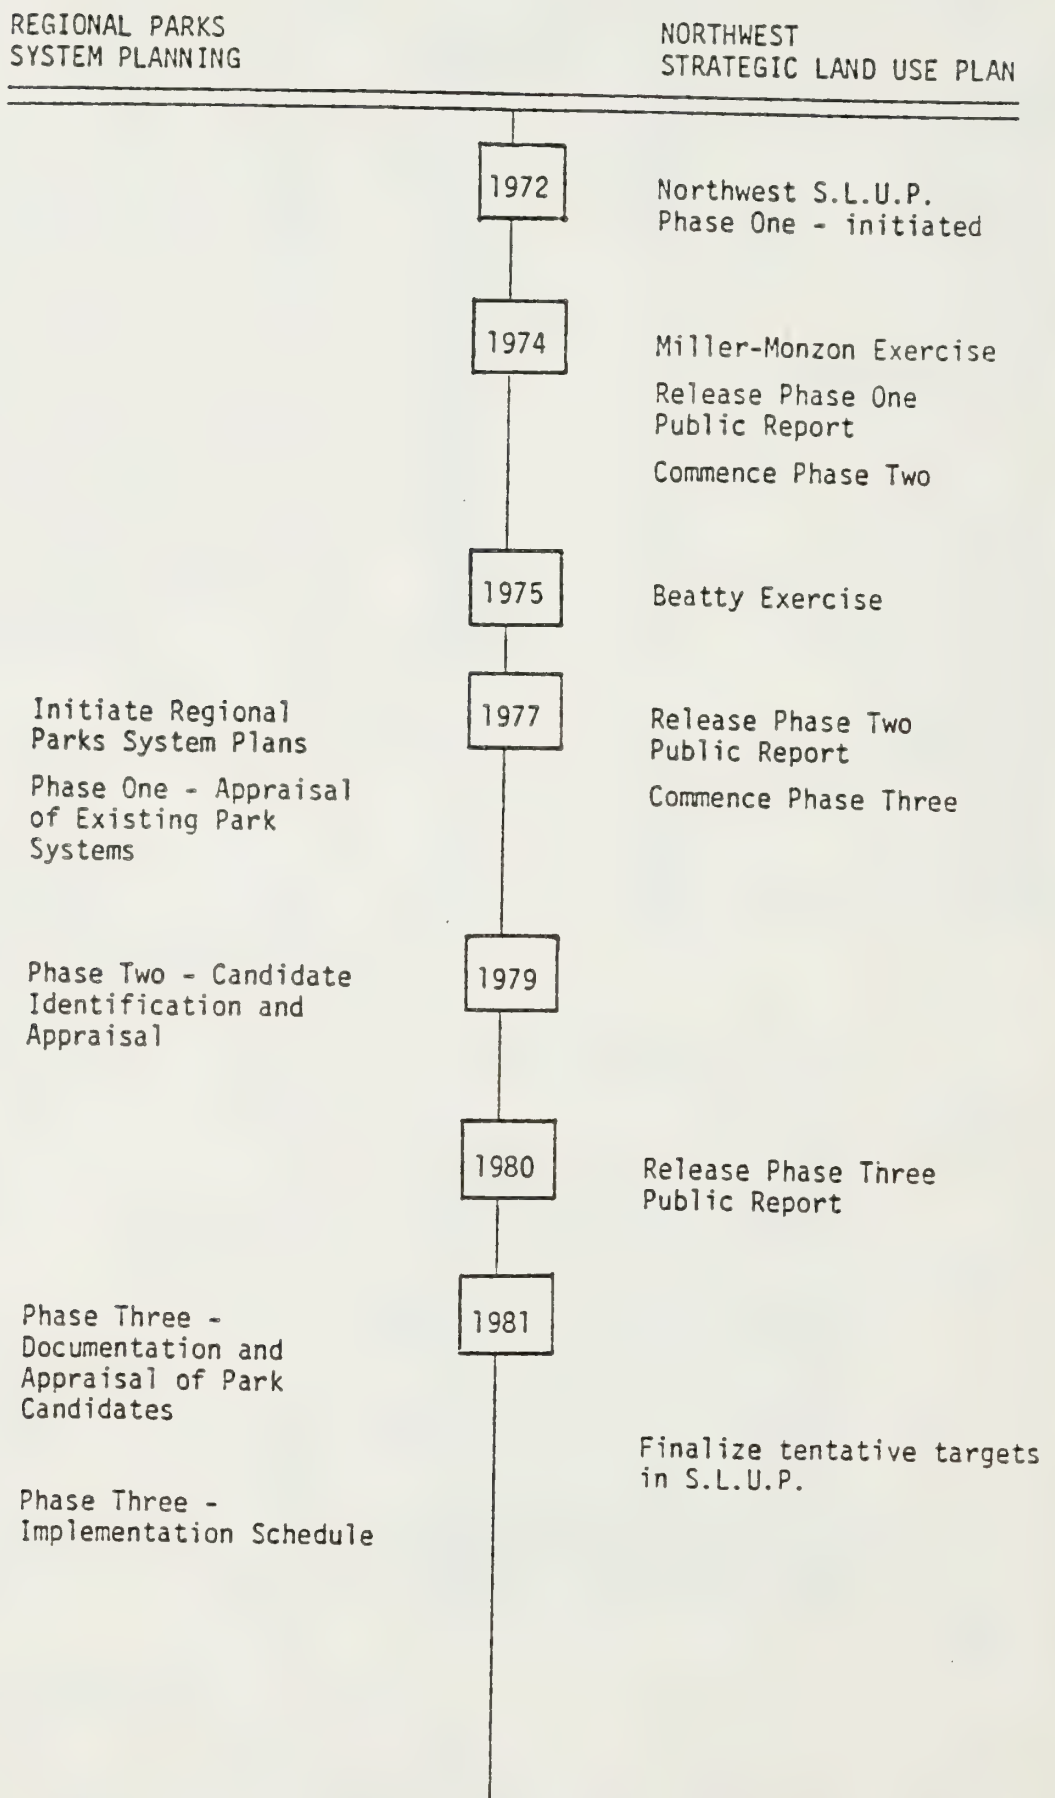 REGIONAL PARKS
SYSTEM PLANNING
NORTHWEST
STRATEGIC LAND USE PLAN
1972
Northwest S.L.U.P.
Phase One - initiated
1974
Miller-Monzon Exercise
Release Phase One
Public Report
Commence Phase Two
1975
Beatty Exercise
Initiate Regional
Parks System Plans
Phase One - Appraisal
of Existing Park
Systems
1977
Release Phase Two
Public Report
Commence Phase Three
Phase Two - Candidate
Identification and
Appraisal
1979
1980
Release Phase Three
Public Report
Phase Three -
Documentation and
Appraisal of Park
Candidates
1981
Finalize tentative targets
in S.L.U.P.
Phase Three -
Implementation Schedule